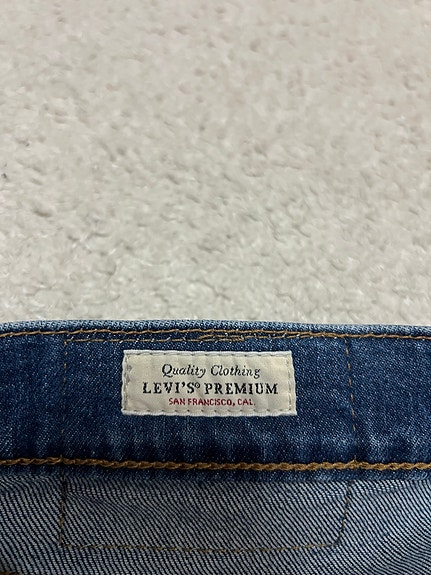 Quality Clothing
LEVI'S® PREMIUM
SAN FRANCISCO, CAL.